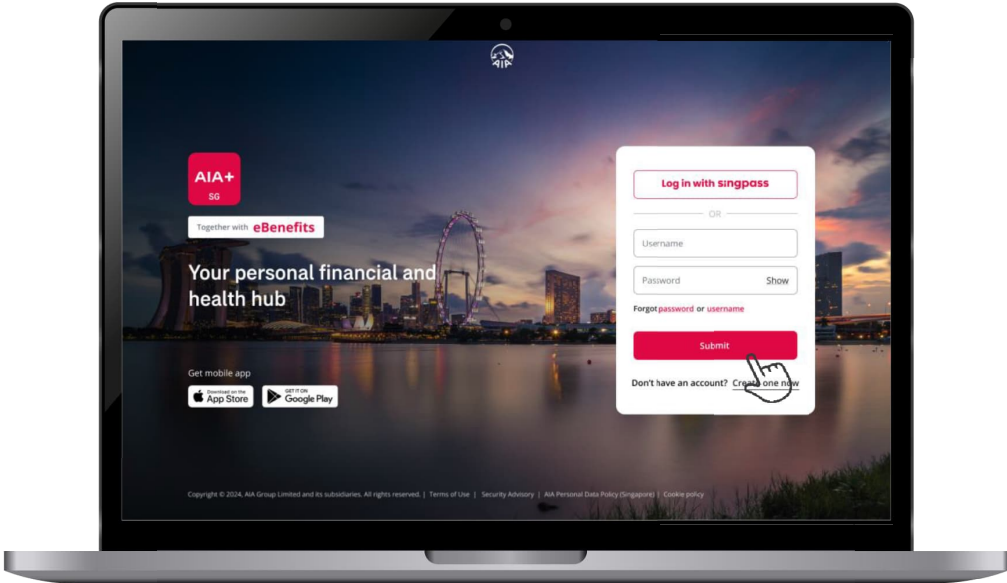 AIA
AIA+
SG
Together with eBenefits
Your personal financial and
health hub
Get mobile app
Download on the
App Store
GET IT ON
Google Play
Log in with singpass
OR
Username
Password Show
Forgot password or username
Submit
Don't have an account? Create one now
Copyright © 2024, AIA Group Limited and its subsidiaries. All rights reserved. | Terms of Use | Security Advisory | AIA Personal Data Policy (Singapore) | Cookie policy